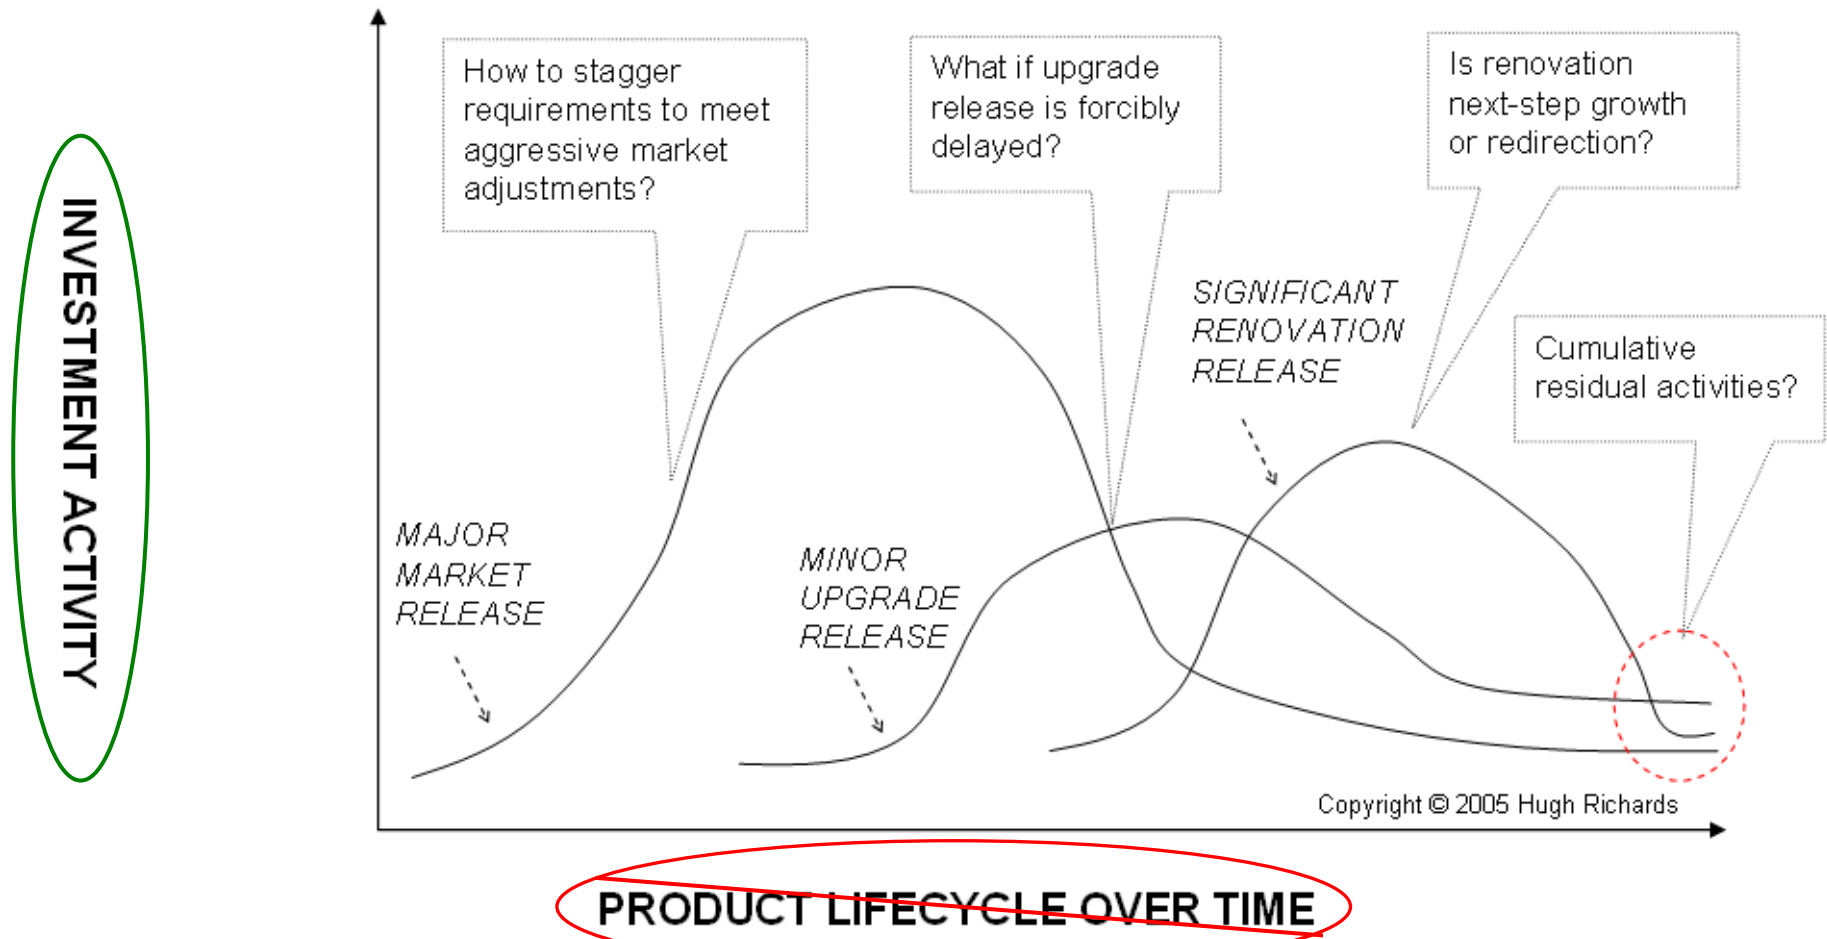 How to stagger
requirements to meet
aggressive market
adjustments?
What if upgrade
release is forcibly
delayed?
Is renovation
next-step growth
or redirection?
SIGNIFICANT
RENOVATION
RELEASE
Cumulative
residual activities?
MAJOR
MARKET
RELEASE
MINOR
UPGRADE
RELEASE
INVESTMENT ACTIVITY
Copyright © 2005 Hugh Richards
PRODUCT LIFECYCLE OVER TIME